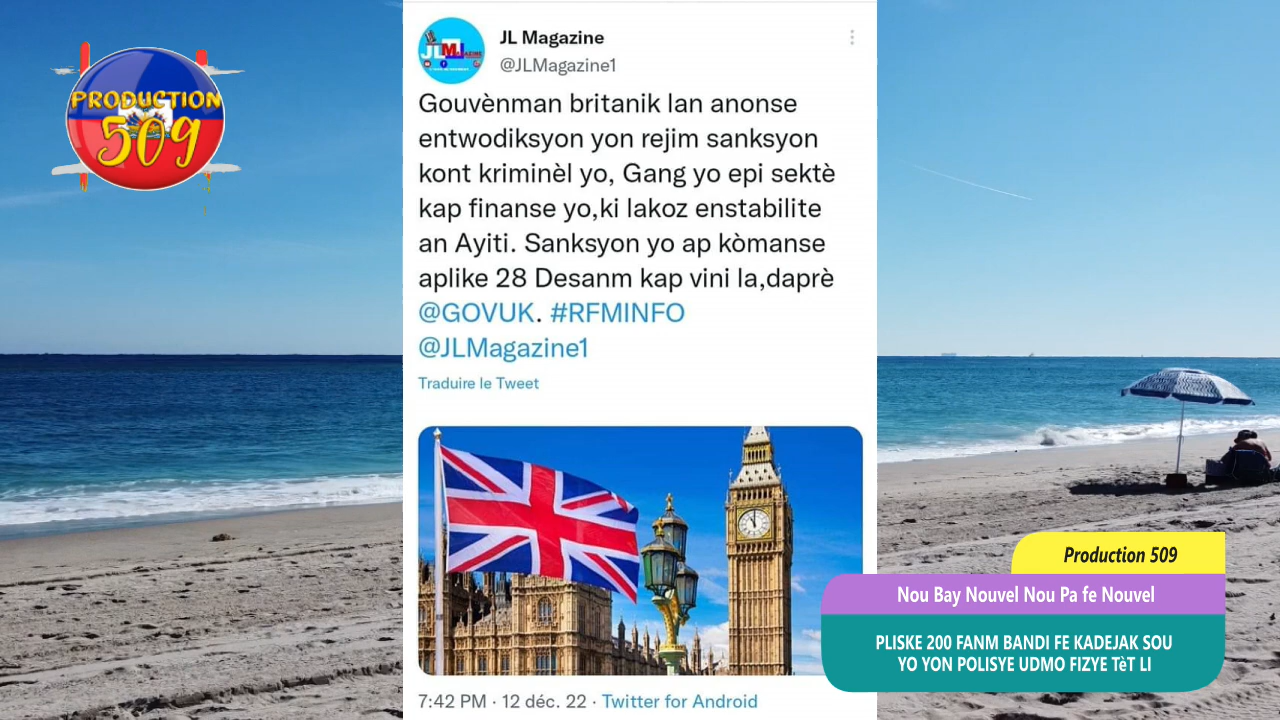 PRODUCTION
509
JL Magazine
@JLMagazine1
Gouvènman britanik lan anonse
entwodiksyon yon rejim sanksyon
kont kriminèl yo, Gang yo epi sektè
kap finanse yo,ki lakoz enstabilite
an Ayiti. Sanksyon yo ap kòmanse
aplike 28 Desanm kap vini la,daprè
@GOVUK. #RFMINFO
@JLMagazine1
Traduire le Tweet
7:42 PM · 12 déc. 22 · Twitter for Android
Production 509
Nou Bay Nouvel Nou Pa fe Nouvel
PLISKE 200 FANM BANDI FE KADEJAK SOU
YO YON POLISYE UDMO FIZYE TèT LI